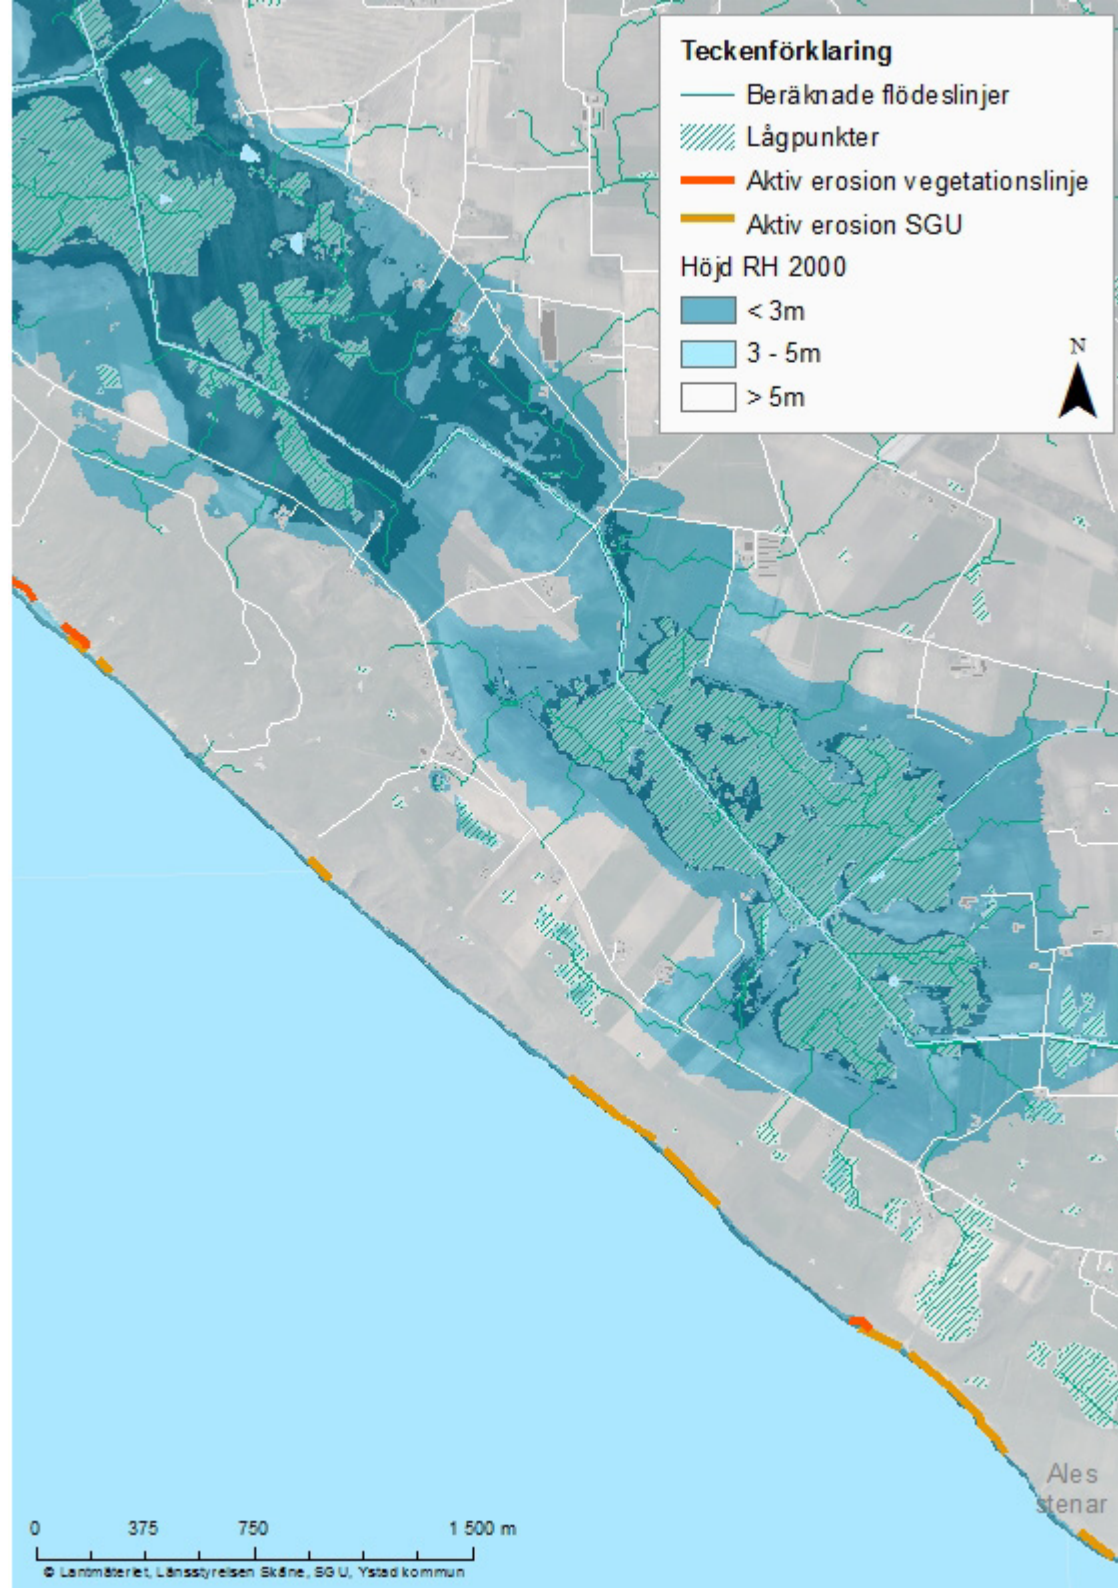 Teckenförklaring
Beräknade flödeslinjer
Lågpunkter
Aktiv erosion vegetationslinje
Aktiv erosion SGU
Höjd RH 2000
< 3m
3 - 5m
> 5m
N
Ales
stenar
0 375 750 1 500 m
© Lantmäteriet, Länsstyrelsen Skåne, SGU, Ystad kommun